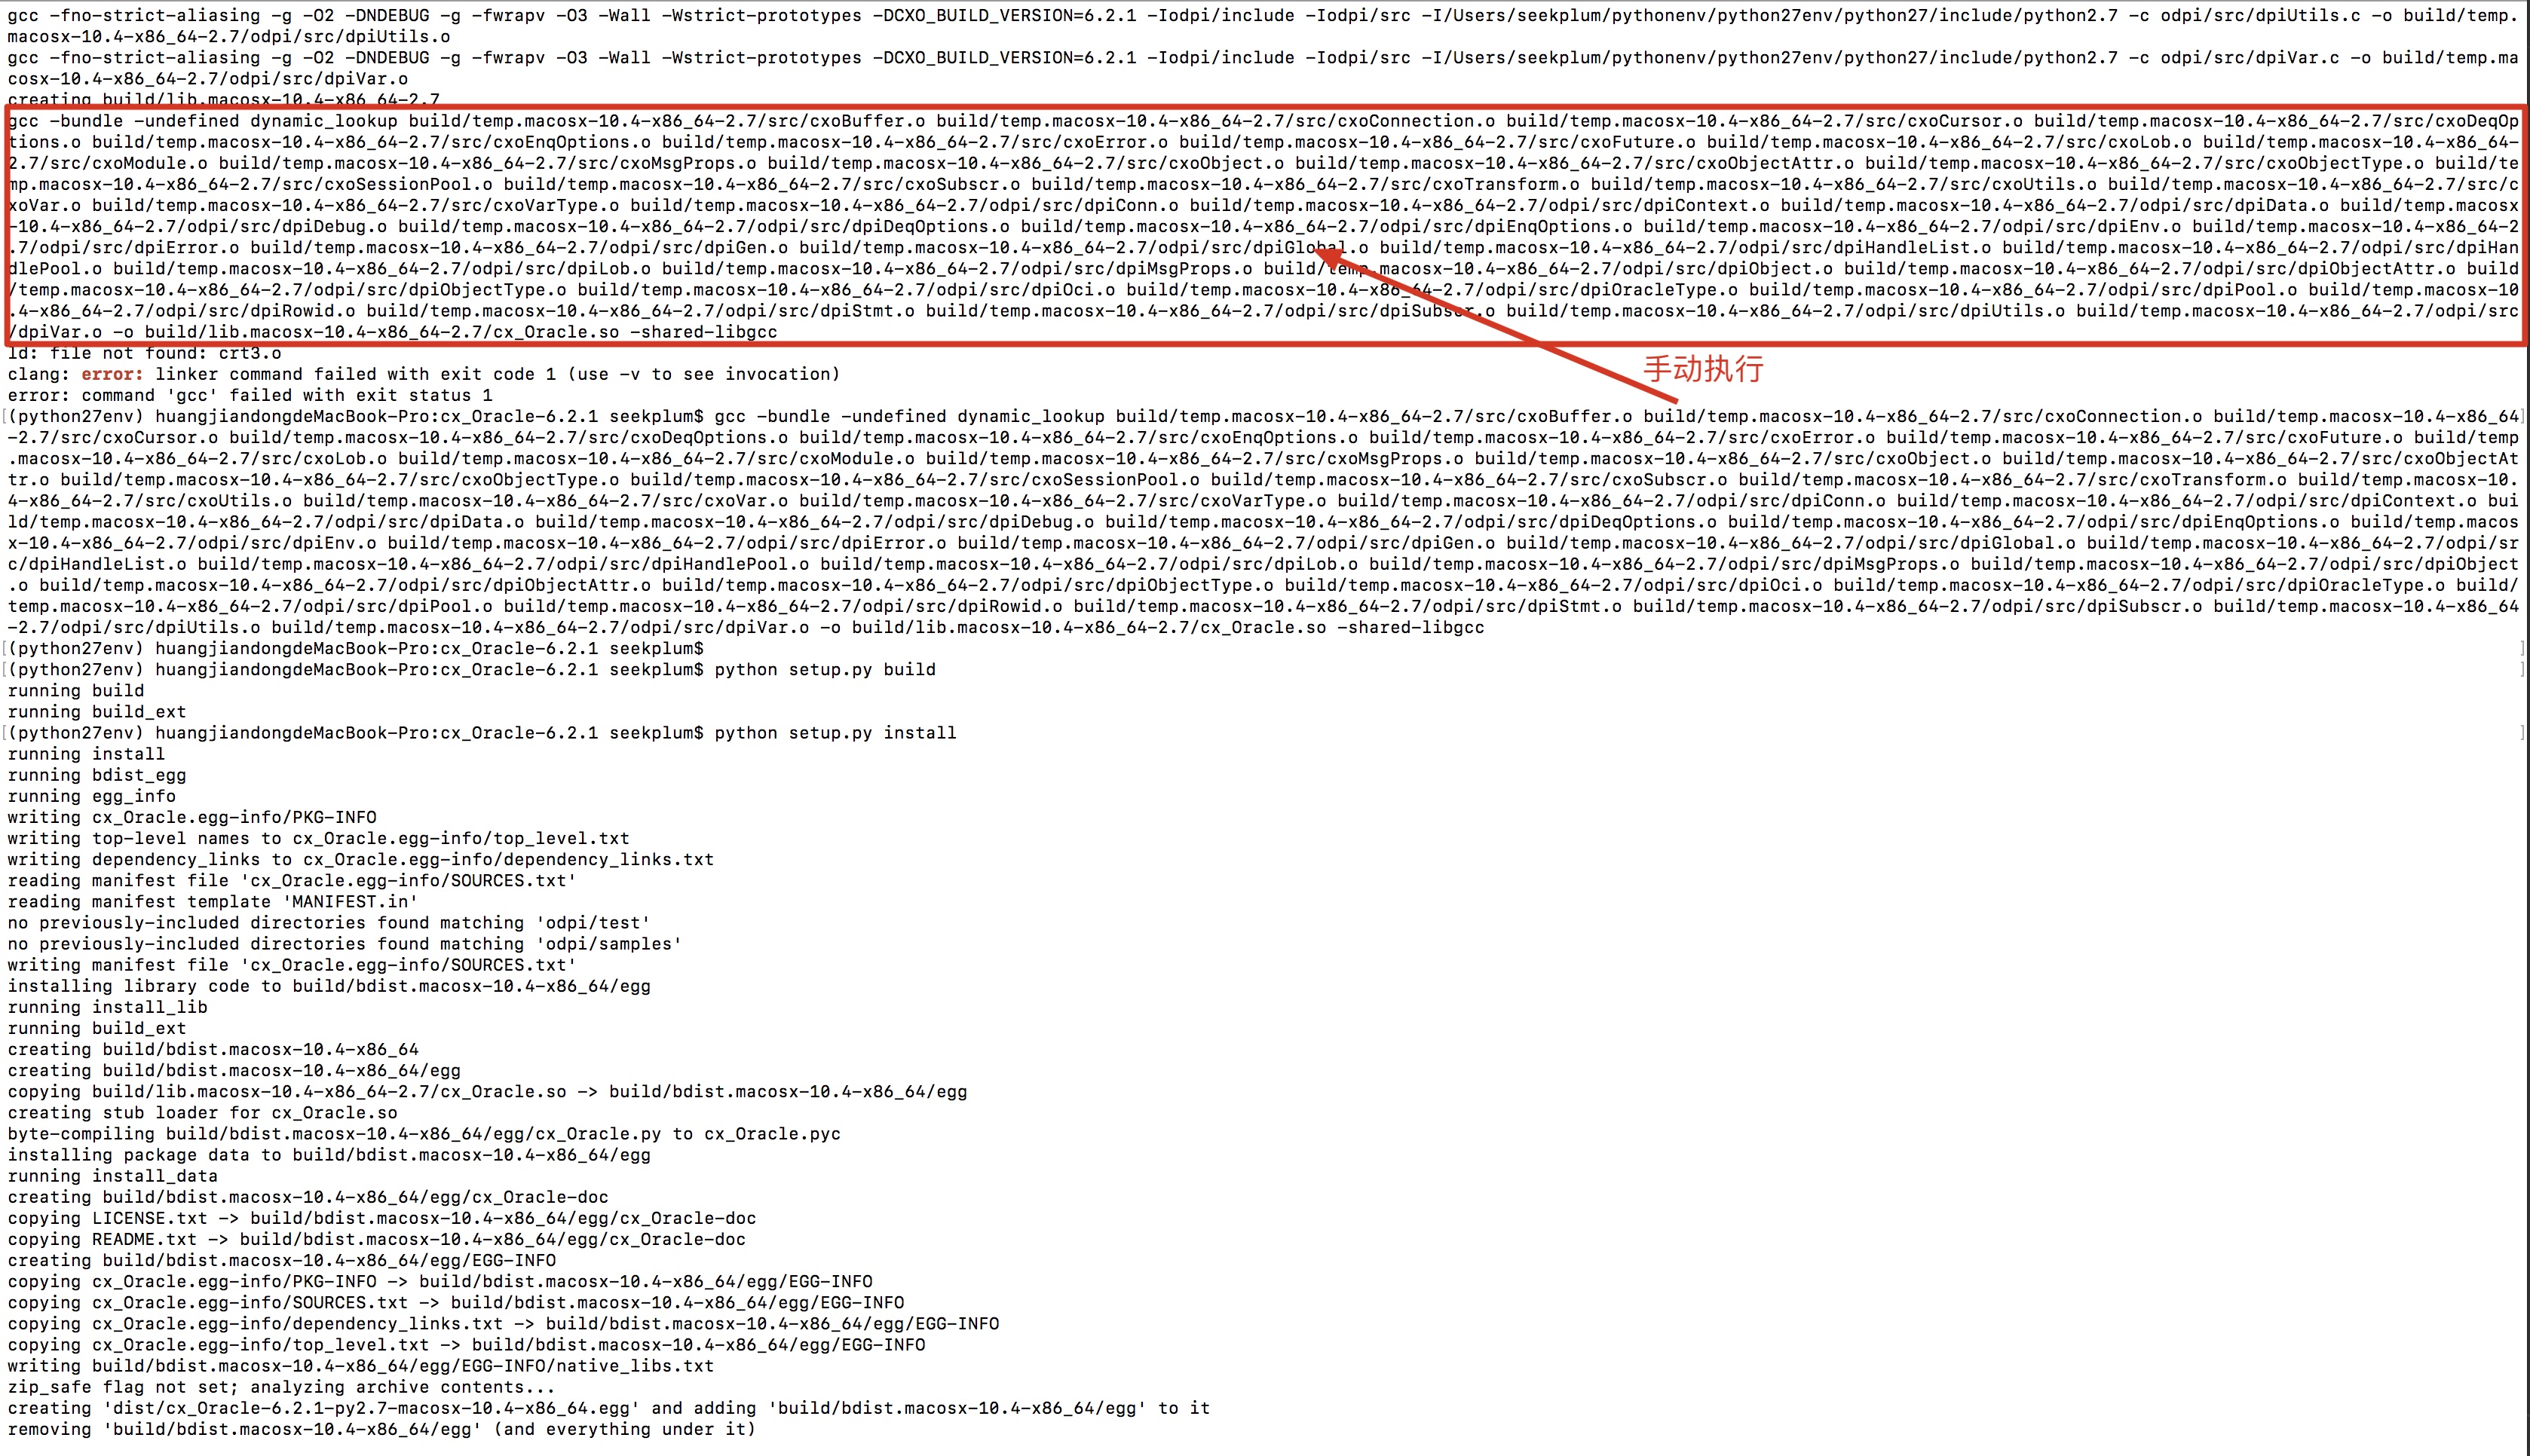 gcc -fno-strict-aliasing -g -O2 -DNDEBUG -g -fwrapv -O3 -Wall -Wstrict-prototypes -DCXO_BUILD_VERSION=6.2.1 -Iodpi/include -Iodpi/src -I/Users/seekplum/pythonenv/python27env/python27/include/python2.7 -c odpi/src/dpiUtils.c -o build/temp.
macosx-10.4-x86_64-2.7/odpi/src/dpiUtils.o
gcc -fno-strict-aliasing -g -O2 -DNDEBUG -g -fwrapv -O3 -Wall -Wstrict-prototypes -DCXO_BUILD_VERSION=6.2.1 -Iodpi/include -Iodpi/src -I/Users/seekplum/pythonenv/python27env/python27/include/python2.7 -c odpi/src/dpiVar.c -o build/temp.ma
cosx-10.4-x86_64-2.7/odpi/src/dpiVar.o
creating build/lib.macosx-10.4-x86_64-2.7
gcc -bundle -undefined dynamic_lookup build/temp.macosx-10.4-x86_64-2.7/src/cxoBuffer.o build/temp.macosx-10.4-x86_64-2.7/src/cxoConnection.o build/temp.macosx-10.4-x86_64-2.7/src/cxoCursor.o build/temp.macosx-10.4-x86_64-2.7/src/cxoDeqOp
tions.o build/temp.macosx-10.4-x86_64-2.7/src/cxoEnqOptions.o build/temp.macosx-10.4-x86_64-2.7/src/cxoError.o build/temp.macosx-10.4-x86_64-2.7/src/cxoFuture.o build/temp.macosx-10.4-x86_64-2.7/src/cxoLob.o build/temp.macosx-10.4-x86_64-
2.7/src/cxoModule.o build/temp.macosx-10.4-x86_64-2.7/src/cxoMsgProps.o build/temp.macosx-10.4-x86_64-2.7/src/cxoObject.o build/temp.macosx-10.4-x86_64-2.7/src/cxoObjectAttr.o build/temp.macosx-10.4-x86_64-2.7/src/cxoObjectType.o build/te
mp.macosx-10.4-x86_64-2.7/src/cxoSessionPool.o build/temp.macosx-10.4-x86_64-2.7/src/cxoSubscr.o build/temp.macosx-10.4-x86_64-2.7/src/cxoTransform.o build/temp.macosx-10.4-x86_64-2.7/src/cxoUtils.o build/temp.macosx-10.4-x86_64-2.7/src/c
xoVar.o build/temp.macosx-10.4-x86_64-2.7/src/cxoVarType.o build/temp.macosx-10.4-x86_64-2.7/odpi/src/dpiConn.o build/temp.macosx-10.4-x86_64-2.7/odpi/src/dpiContext.o build/temp.macosx-10.4-x86_64-2.7/odpi/src/dpiData.o build/temp.macosx
-10.4-x86_64-2.7/odpi/src/dpiDebug.o build/temp.macosx-10.4-x86_64-2.7/odpi/src/dpiDeqOptions.o build/temp.macosx-10.4-x86_64-2.7/odpi/src/dpiEnqOptions.o build/temp.macosx-10.4-x86_64-2.7/odpi/src/dpiEnv.o build/temp.macosx-10.4-x86_64-2
.7/odpi/src/dpiError.o build/temp.macosx-10.4-x86_64-2.7/odpi/src/dpiGen.o build/temp.macosx-10.4-x86_64-2.7/odpi/src/dpiGlobal.o build/temp.macosx-10.4-x86_64-2.7/odpi/src/dpiHandleList.o build/temp.macosx-10.4-x86_64-2.7/odpi/src/dpiHan
dlePool.o build/temp.macosx-10.4-x86_64-2.7/odpi/src/dpiLob.o build/temp.macosx-10.4-x86_64-2.7/odpi/src/dpiMsgProps.o build/temp.macosx-10.4-x86_64-2.7/odpi/src/dpiObject.o build/temp.macosx-10.4-x86_64-2.7/odpi/src/dpiObjectAttr.o build
/temp.macosx-10.4-x86_64-2.7/odpi/src/dpiObjectType.o build/temp.macosx-10.4-x86_64-2.7/odpi/src/dpiOci.o build/temp.macosx-10.4-x86_64-2.7/odpi/src/dpiOracleType.o build/temp.macosx-10.4-x86_64-2.7/odpi/src/dpiPool.o build/temp.macosx-10
.4-x86_64-2.7/odpi/src/dpiRowid.o build/temp.macosx-10.4-x86_64-2.7/odpi/src/dpiStmt.o build/temp.macosx-10.4-x86_64-2.7/odpi/src/dpiSubscr.o build/temp.macosx-10.4-x86_64-2.7/odpi/src/dpiUtils.o build/temp.macosx-10.4-x86_64-2.7/odpi/src
/dpiVar.o -o build/lib.macosx-10.4-x86_64-2.7/cx_Oracle.so -shared-libgcc
ld: file not found: crt3.o
手动执行
clang: error: linker command failed with exit code 1 (use -v to see invocation)
error: command 'gcc' failed with exit status 1
[(python27env) huangjiandongdeMacBook-Pro:cx_Oracle-6.2.1 seekplum$ gcc -bundle -undefined dynamic_lookup build/temp.macosx-10.4-x86_64-2.7/src/cxoBuffer.o build/temp.macosx-10.4-x86_64-2.7/src/cxoConnection.o build/temp.macosx-10.4-x86_64]
-2.7/src/cxoCursor.o build/temp.macosx-10.4-x86_64-2.7/src/cxoDeqOptions.o build/temp.macosx-10.4-x86_64-2.7/src/cxoEnqOptions.o build/temp.macosx-10.4-x86_64-2.7/src/cxoError.o build/temp.macosx-10.4-x86_64-2.7/src/cxoFuture.o build/temp
.macosx-10.4-x86_64-2.7/src/cxoLob.o build/temp.macosx-10.4-x86_64-2.7/src/cxoModule.o build/temp.macosx-10.4-x86_64-2.7/src/cxoMsgProps.o build/temp.macosx-10.4-x86_64-2.7/src/cxoObject.o build/temp.macosx-10.4-x86_64-2.7/src/cxoObjectAt
tr.o build/temp.macosx-10.4-x86_64-2.7/src/cxoObjectType.o build/temp.macosx-10.4-x86_64-2.7/src/cxoSessionPool.o build/temp.macosx-10.4-x86_64-2.7/src/cxoSubscr.o build/temp.macosx-10.4-x86_64-2.7/src/cxoTransform.o build/temp.macosx-10.
4-x86_64-2.7/src/cxoUtils.o build/temp.macosx-10.4-x86_64-2.7/src/cxoVar.o build/temp.macosx-10.4-x86_64-2.7/src/cxoVarType.o build/temp.macosx-10.4-x86_64-2.7/odpi/src/dpiConn.o build/temp.macosx-10.4-x86_64-2.7/odpi/src/dpiContext.o bui
ld/temp.macosx-10.4-x86_64-2.7/odpi/src/dpiData.o build/temp.macosx-10.4-x86_64-2.7/odpi/src/dpiDebug.o build/temp.macosx-10.4-x86_64-2.7/odpi/src/dpiDeqOptions.o build/temp.macosx-10.4-x86_64-2.7/odpi/src/dpiEnqOptions.o build/temp.macos
x-10.4-x86_64-2.7/odpi/src/dpiEnv.o build/temp.macosx-10.4-x86_64-2.7/odpi/src/dpiError.o build/temp.macosx-10.4-x86_64-2.7/odpi/src/dpiGen.o build/temp.macosx-10.4-x86_64-2.7/odpi/src/dpiGlobal.o build/temp.macosx-10.4-x86_64-2.7/odpi/sr
c/dpiHandleList.o build/temp.macosx-10.4-x86_64-2.7/odpi/src/dpiHandlePool.o build/temp.macosx-10.4-x86_64-2.7/odpi/src/dpiLob.o build/temp.macosx-10.4-x86_64-2.7/odpi/src/dpiMsgProps.o build/temp.macosx-10.4-x86_64-2.7/odpi/src/dpiObject
.o build/temp.macosx-10.4-x86_64-2.7/odpi/src/dpiObjectAttr.o build/temp.macosx-10.4-x86_64-2.7/odpi/src/dpiObjectType.o build/temp.macosx-10.4-x86_64-2.7/odpi/src/dpiOci.o build/temp.macosx-10.4-x86_64-2.7/odpi/src/dpiOracleType.o build/
temp.macosx-10.4-x86_64-2.7/odpi/src/dpiPool.o build/temp.macosx-10.4-x86_64-2.7/odpi/src/dpiRowid.o build/temp.macosx-10.4-x86_64-2.7/odpi/src/dpiStmt.o build/temp.macosx-10.4-x86_64-2.7/odpi/src/dpiSubscr.o build/temp.macosx-10.4-x86_64
-2.7/odpi/src/dpiUtils.o build/temp.macosx-10.4-x86_64-2.7/odpi/src/dpiVar.o -o build/lib.macosx-10.4-x86_64-2.7/cx_Oracle.so -shared-libgcc
[(python27env) huangjiandongdeMacBook-Pro:cx_Oracle-6.2.1 seekplum$ ]
[(python27env) huangjiandongdeMacBook-Pro:cx_Oracle-6.2.1 seekplum$ python setup.py build ]
running build
running build_ext
[(python27env) huangjiandongdeMacBook-Pro:cx_Oracle-6.2.1 seekplum$ python setup.py install ]
running install
running bdist_egg
running egg_info
writing cx_Oracle.egg-info/PKG-INFO
writing top-level names to cx_Oracle.egg-info/top_level.txt
writing dependency_links to cx_Oracle.egg-info/dependency_links.txt
reading manifest file 'cx_Oracle.egg-info/SOURCES.txt'
reading manifest template 'MANIFEST.in'
no previously-included directories found matching 'odpi/test'
no previously-included directories found matching 'odpi/samples'
writing manifest file 'cx_Oracle.egg-info/SOURCES.txt'
installing library code to build/bdist.macosx-10.4-x86_64/egg
running install_lib
running build_ext
creating build/bdist.macosx-10.4-x86_64
creating build/bdist.macosx-10.4-x86_64/egg
copying build/lib.macosx-10.4-x86_64-2.7/cx_Oracle.so -> build/bdist.macosx-10.4-x86_64/egg
creating stub loader for cx_Oracle.so
byte-compiling build/bdist.macosx-10.4-x86_64/egg/cx_Oracle.py to cx_Oracle.pyc
installing package data to build/bdist.macosx-10.4-x86_64/egg
running install_data
creating build/bdist.macosx-10.4-x86_64/egg/cx_Oracle-doc
copying LICENSE.txt -> build/bdist.macosx-10.4-x86_64/egg/cx_Oracle-doc
copying README.txt -> build/bdist.macosx-10.4-x86_64/egg/cx_Oracle-doc
creating build/bdist.macosx-10.4-x86_64/egg/EGG-INFO
copying cx_Oracle.egg-info/PKG-INFO -> build/bdist.macosx-10.4-x86_64/egg/EGG-INFO
copying cx_Oracle.egg-info/SOURCES.txt -> build/bdist.macosx-10.4-x86_64/egg/EGG-INFO
copying cx_Oracle.egg-info/dependency_links.txt -> build/bdist.macosx-10.4-x86_64/egg/EGG-INFO
copying cx_Oracle.egg-info/top_level.txt -> build/bdist.macosx-10.4-x86_64/egg/EGG-INFO
writing build/bdist.macosx-10.4-x86_64/egg/EGG-INFO/native_libs.txt
zip_safe flag not set; analyzing archive contents...
creating 'dist/cx_Oracle-6.2.1-py2.7-macosx-10.4-x86_64.egg' and adding 'build/bdist.macosx-10.4-x86_64/egg' to it
removing 'build/bdist.macosx-10.4-x86_64/egg' (and everything under it)